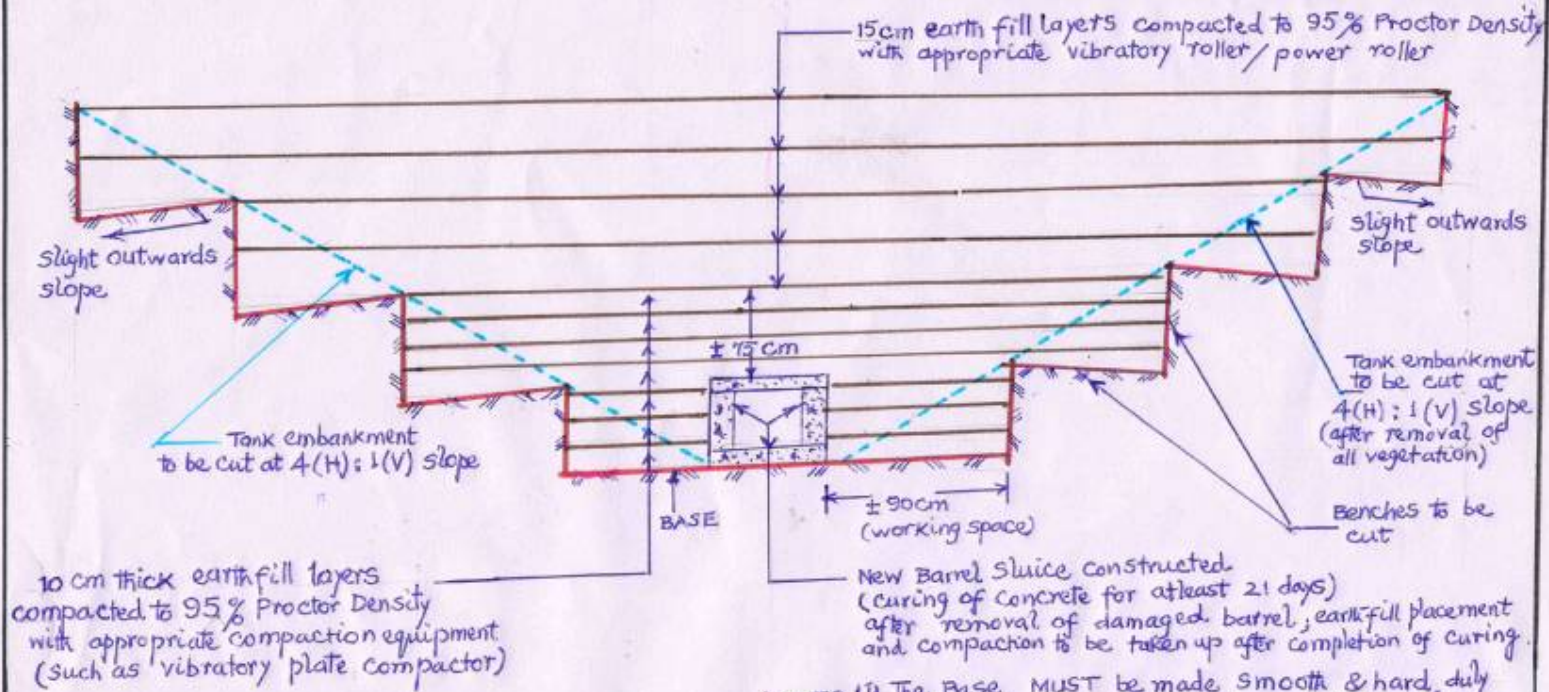 15cm earth fill layers compacted to 95% Proctor Density
with appropriate vibratory roller/power roller
slight outwards
slope
slight outwards
slope
± 75 cm
Tank embankment
to be cut at 4(H):1(V) slope
Tank embankment
to be cut at
4(H):1(V) slope
(after removal of
all vegetation)
BASE
± 90cm
(working space)
Benches to be
cut
10 cm thick earthfill layers
compacted to 95% Proctor Density
with appropriate compaction equipment
(such as vibratory plate compactor)
New Barrel Sluice Constructed
(curing of concrete for atleast 21 days)
after removal of damaged barrel, earthfill placement
and compaction to be taken up after completion of curing.
The Base MUST be made smooth & hard, duly